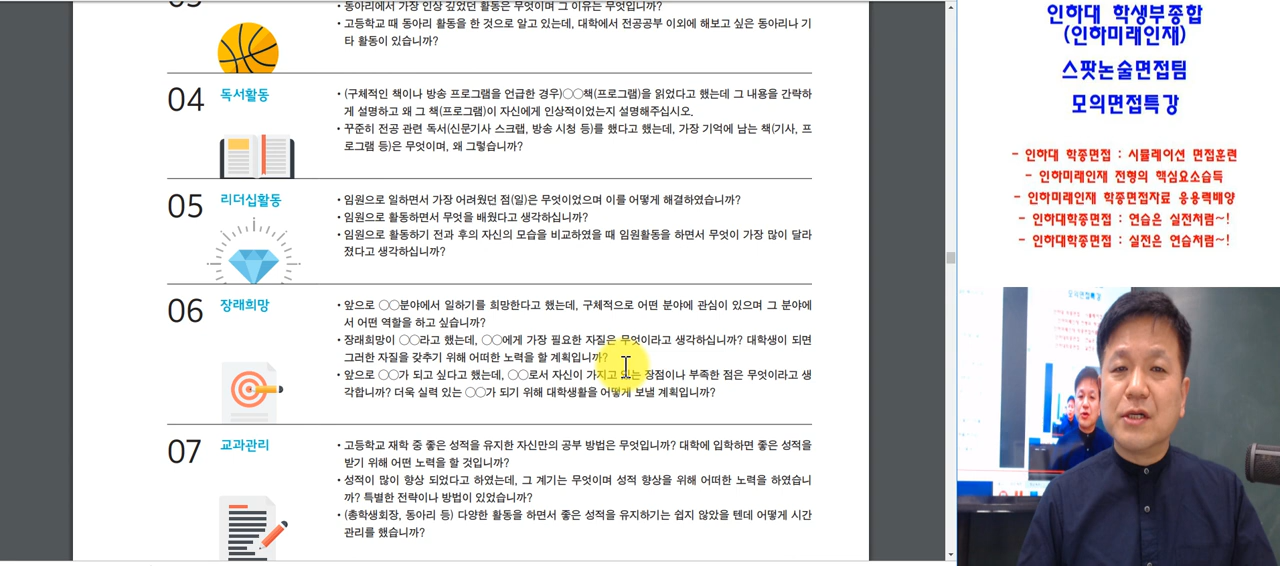 • 동아리에서 가장 인상 깊었던 활동은 무엇이며 그 이유는 무엇입니까?
• 고등학교 때 동아리 활동을 한 것으로 알고 있는데, 대학에서 전공공부 이외에 해보고 싶은 동아리나 기
타 활동이 있습니까?
04 독서활동
• (구체적인 책이나 방송 프로그램을 언급한 경우)○○책(프로그램)을 읽었다고 했는데 그 내용을 간략하
게 설명하고 왜 그 책(프로그램)이 자신에게 인상적이었는지 설명해주십시오.
• 꾸준히 전공 관련 독서(신문기사 스크랩, 방송 시청 등)를 했다고 했는데, 가장 기억에 남는 책(기사, 프
로그램 등)은 무엇이며, 왜 그렇습니까?
05 리더십활동
• 임원으로 일하면서 가장 어려웠던 점(일)은 무엇이었으며 이를 어떻게 해결하였습니까?
• 임원으로 활동하면서 무엇을 배웠다고 생각하십니까?
• 임원으로 활동하기 전과 후의 자신의 모습을 비교하였을 때 임원활동을 하면서 무엇이 가장 많이 달라
졌다고 생각하십니까?
06 장래희망
• 앞으로 ○○분야에서 일하기를 희망한다고 했는데, 구체적으로 어떤 분야에 관심이 있으며 그 분야에
서 어떤 역할을 하고 싶습니까?
• 장래희망이 ○○라고 했는데, ○○에게 가장 필요한 자질은 무엇이라고 생각하십니까? 대학생이 되면
그러한 자질을 갖추기 위해 어떠한 노력을 할 계획입니까?
• 앞으로 ○○가 되고 싶다고 했는데, ○○로서 자신이 가지고 있는 장점이나 부족한 점은 무엇이라고 생
각합니까? 더욱 실력 있는 ○○가 되기 위해 대학생활을 어떻게 보낼 계획입니까?
07 교과관리
• 고등학교 재학 중 좋은 성적을 유지한 자신만의 공부 방법은 무엇입니까? 대학에 입학하면 좋은 성적을
받기 위해 어떤 노력을 할 것입니까?
• 성적이 많이 향상 되었다고 하였는데, 그 계기는 무엇이며 성적 향상을 위해 어떠한 노력을 하였습니
까? 특별한 전략이나 방법이 있었습니까?
• (총학생회장, 동아리 등) 다양한 활동을 하면서 좋은 성적을 유지하기는 쉽지 않았을 텐데 어떻게 시간
관리를 했습니까?
인하대 학생부종합
(인하미래인재)
스팟논술면접팀
모의면접특강
- 인하대 학종면접 : 시뮬레이션 면접훈련
- 인하미래인재 전형의 핵심요소습득
- 인하미래인재 학종면접자료 응용력배양
- 인하대학종면접 : 연습은 실전처럼~!
- 인하대학종면접 : 실전은 연습처럼~!
모의면접특강